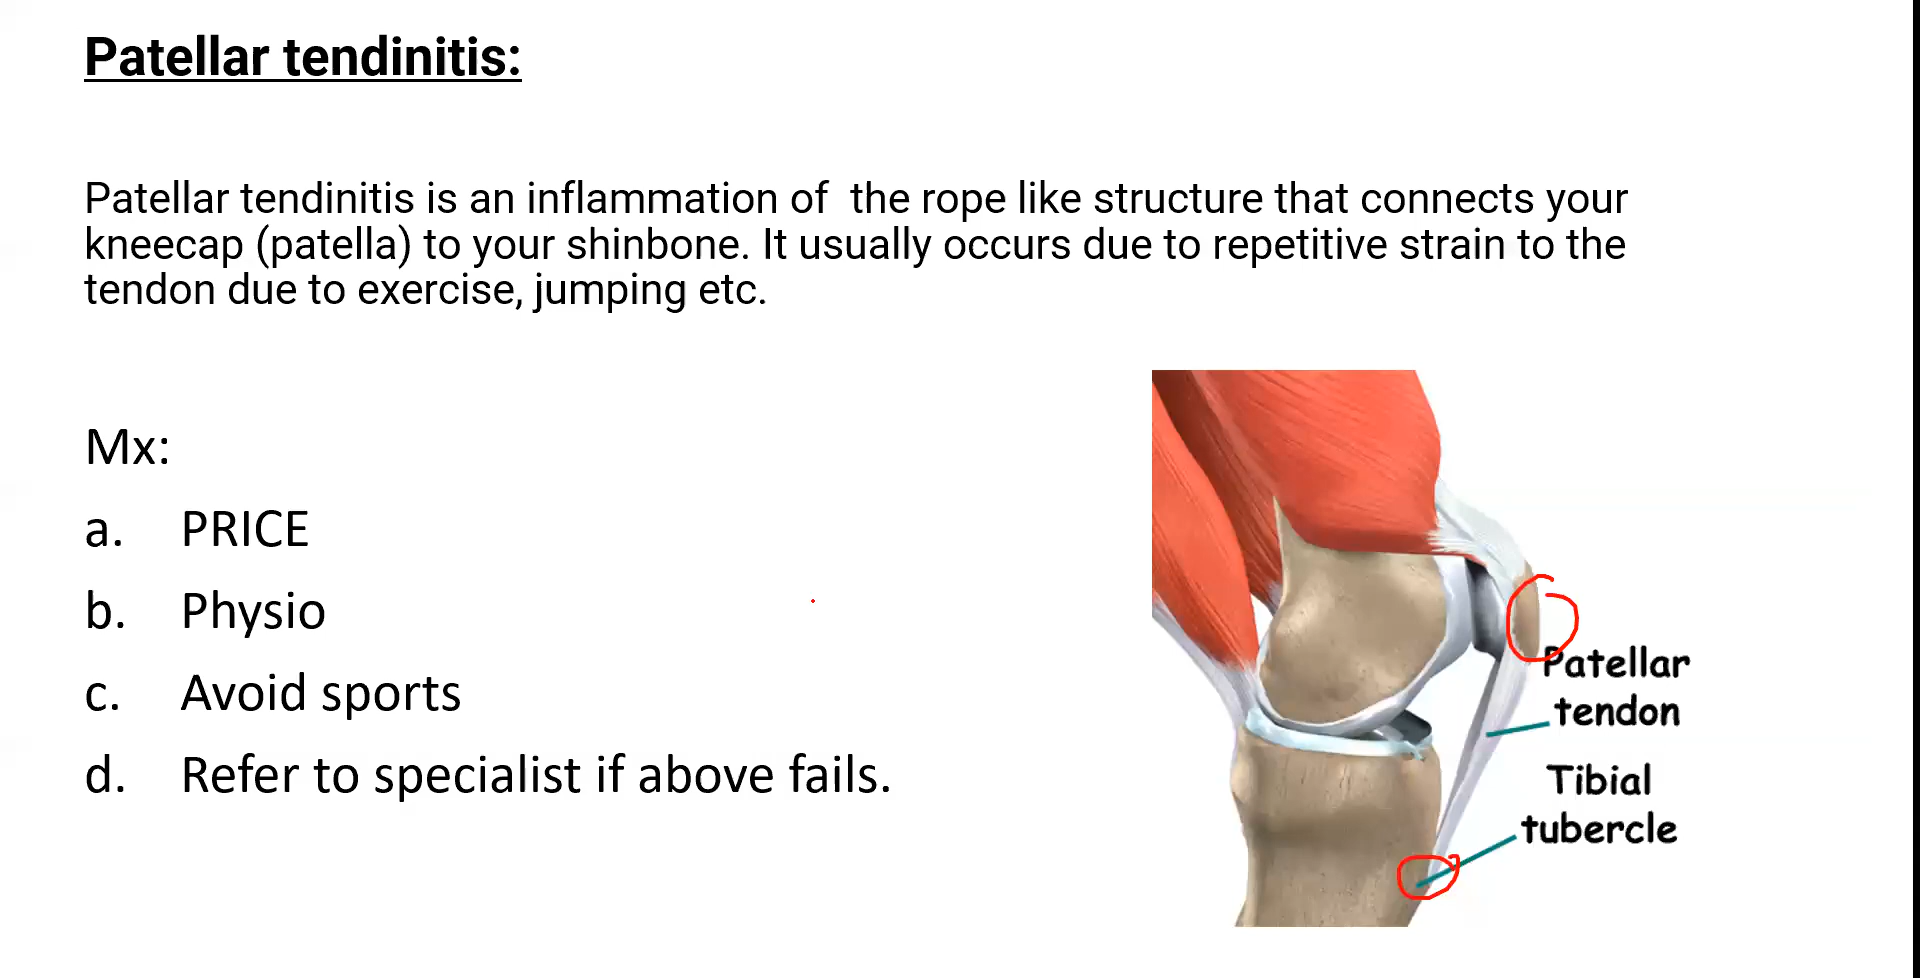 Patellar tendinitis:
Patellar tendinitis is an inflammation of  the rope like structure that connects your
kneecap (patella) to your shinbone. It usually occurs due to repetitive strain to the
tendon due to exercise, jumping etc.
Mx:
a. PRICE
b. Physio
c. Avoid sports
d. Refer to specialist if above fails.
Patellar
tendon
Tibial
tubercle